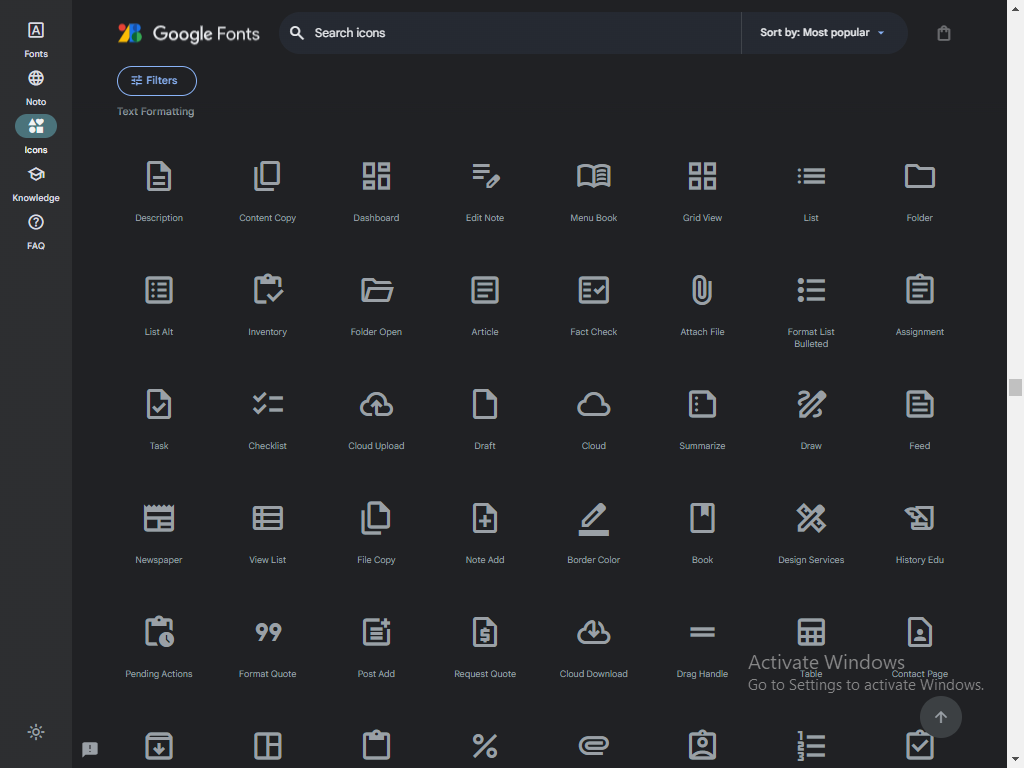 Google Fonts
Search icons
Sort by: Most popular
Fonts
Noto
Icons
Knowledge
FAQ
Filters
Text Formatting
Description
Content Copy
Dashboard
Edit Note
Menu Book
Grid View
List
Folder
List Alt
Inventory
Folder Open
Article
Fact Check
Attach File
Format List
Bulleted
Assignment
Task
Checklist
Cloud Upload
Draft
Cloud
Summarize
Draw
Feed
Newspaper
View List
File Copy
Note Add
Border Color
Book
Design Services
History Edu
Pending Actions
Format Quote
Post Add
Request Quote
Cloud Download
Drag Handle
Table
Contact Page
Activate Windows
Go to Settings to activate Windows.